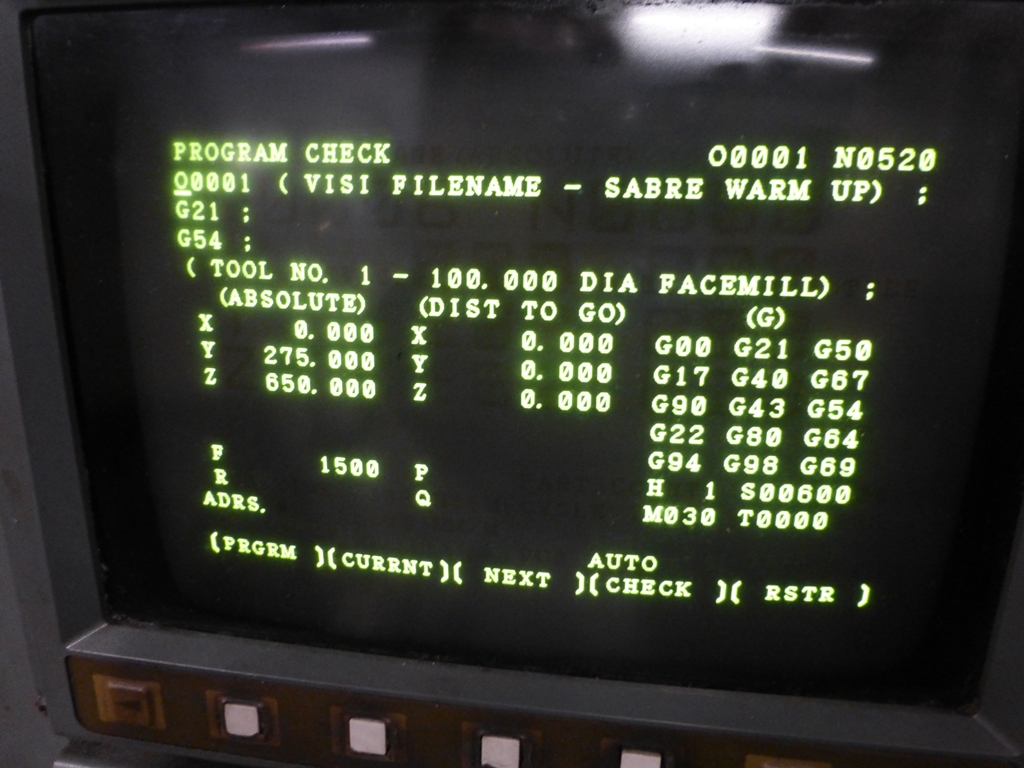 PROGRAM CHECK O0001 N0520
O0001 ( VISI FILENAME - SABRE WARM UP) ;
G21 ;
G54 ;
( TOOL NO. 1 - 100.000 DIA FACEMILL) ;
(ABSOLUTE) (DIST TO GO) (G)
X 0.000 X 0.000 G00 G21 G50
Y 275.000 Y 0.000 G17 G40 G67
Z 650.000 Z 0.000 G90 G43 G54
G22 G80 G64
F 1500 P G94 G98 G69
R Q H 1 S00600
ADRS. M030 T0000
AUTO
(PRGRM )(CURRNT)( NEXT )(CHECK )( RSTR )